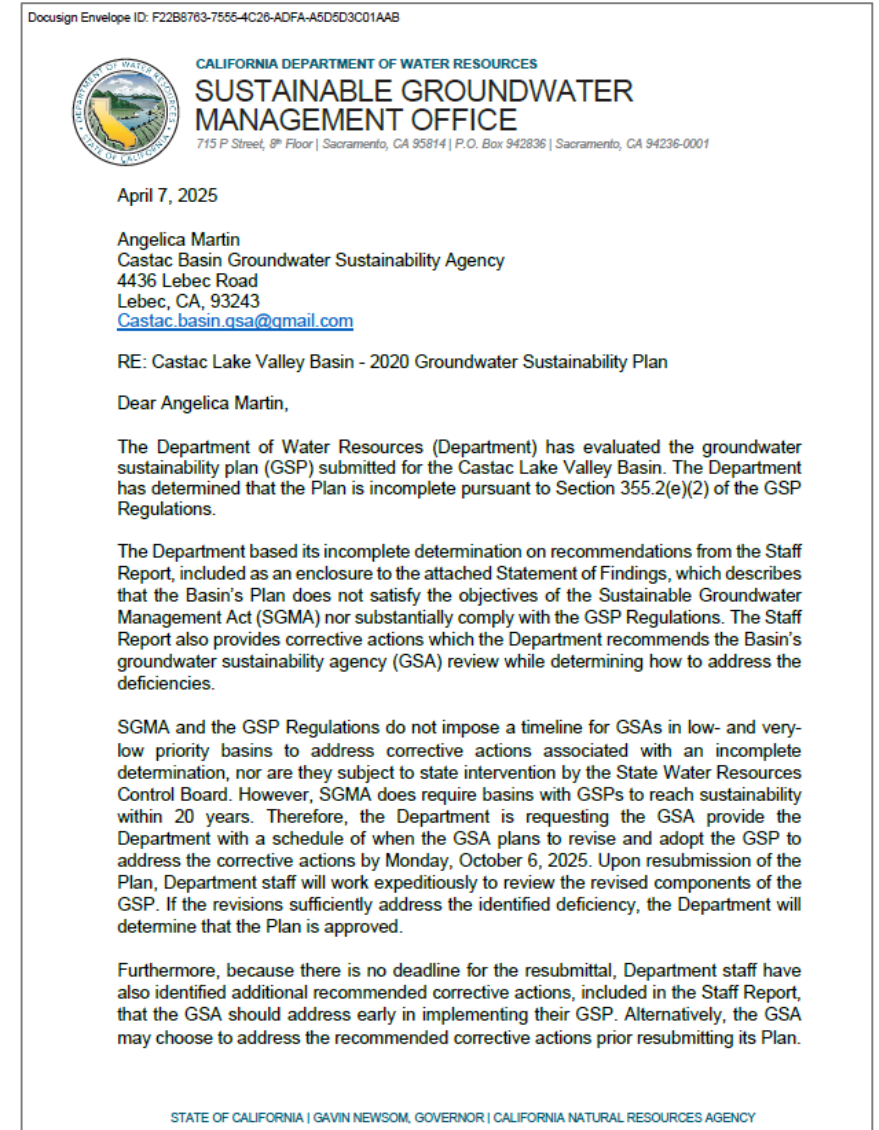 Docusign Envelope ID: F22B8763-7555-4C26-ADFA-A5D5D3C01AAB
DEPARTMENT OF WATER RESOURCES
STATE OF CALIFORNIA
CALIFORNIA DEPARTMENT OF WATER RESOURCES
SUSTAINABLE GROUNDWATER
MANAGEMENT OFFICE
715 P Street, 8th Floor | Sacramento, CA 95814 | P.O. Box 942836 | Sacramento, CA 94236-0001
April 7, 2025
Angelica Martin
Castac Basin Groundwater Sustainability Agency
4436 Lebec Road
Lebec, CA, 93243
Castac.basin.gsa@gmail.com
RE: Castac Lake Valley Basin - 2020 Groundwater Sustainability Plan
Dear Angelica Martin,
The Department of Water Resources (Department) has evaluated the groundwater
sustainability plan (GSP) submitted for the Castac Lake Valley Basin. The Department
has determined that the Plan is incomplete pursuant to Section 355.2(e)(2) of the GSP
Regulations.
The Department based its incomplete determination on recommendations from the Staff
Report, included as an enclosure to the attached Statement of Findings, which describes
that the Basin's Plan does not satisfy the objectives of the Sustainable Groundwater
Management Act (SGMA) nor substantially comply with the GSP Regulations. The Staff
Report also provides corrective actions which the Department recommends the Basin's
groundwater sustainability agency (GSA) review while determining how to address the
deficiencies.
SGMA and the GSP Regulations do not impose a timeline for GSAs in low- and very-
low priority basins to address corrective actions associated with an incomplete
determination, nor are they subject to state intervention by the State Water Resources
Control Board. However, SGMA does require basins with GSPs to reach sustainability
within 20 years. Therefore, the Department is requesting the GSA provide the
Department with a schedule of when the GSA plans to revise and adopt the GSP to
address the corrective actions by Monday, October 6, 2025. Upon resubmission of the
Plan, Department staff will work expeditiously to review the revised components of the
GSP. If the revisions sufficiently address the identified deficiency, the Department will
determine that the Plan is approved.
Furthermore, because there is no deadline for the resubmittal, Department staff have
also identified additional recommended corrective actions, included in the Staff Report,
that the GSA should address early in implementing their GSP. Alternatively, the GSA
may choose to address the recommended corrective actions prior resubmitting its Plan.
STATE OF CALIFORNIA | GAVIN NEWSOM, GOVERNOR | CALIFORNIA NATURAL RESOURCES AGENCY